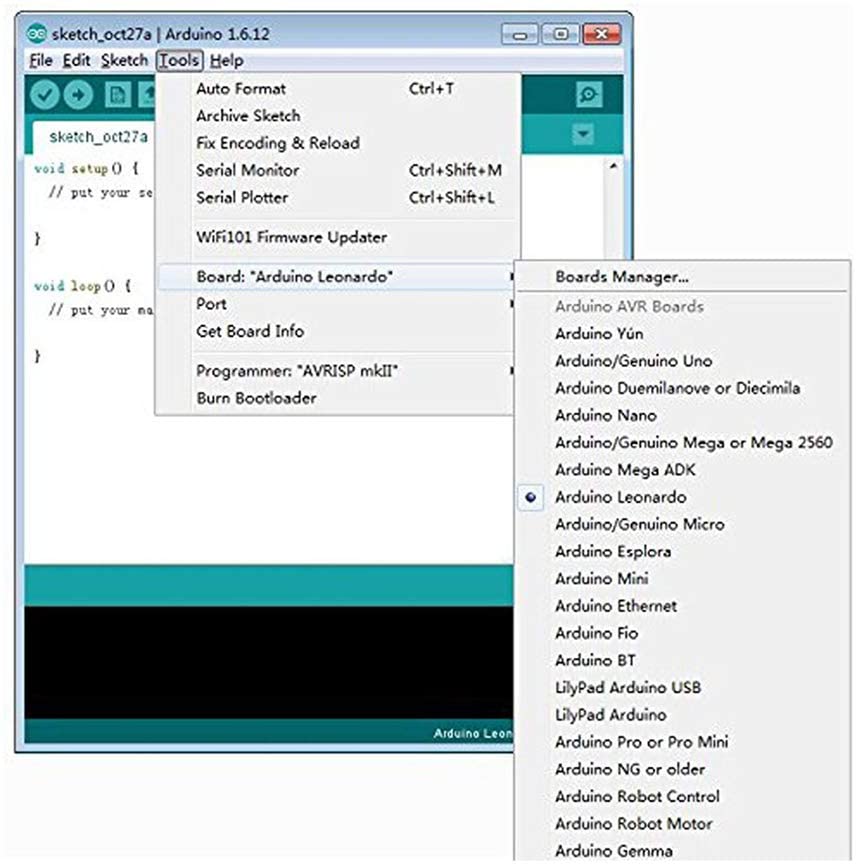 sketch_oct27a | Arduino 1.6.12
File Edit Sketch Tools Help
sketch_oct27a
void setup() {
// put your se
}
void loop() {
// put your ma
}
Auto Format Ctrl+T
Archive Sketch
Fix Encoding & Reload
Serial Monitor Ctrl+Shift+M
Serial Plotter Ctrl+Shift+L
WiFi101 Firmware Updater
Board: "Arduino Leonardo"
Port
Get Board Info
Programmer: "AVRISP mkII"
Burn Bootloader
Boards Manager...
Arduino AVR Boards
Arduino Yún
Arduino/Genuino Uno
Arduino Duemilanove or Diecimila
Arduino Nano
Arduino/Genuino Mega or Mega 2560
Arduino Mega ADK
Arduino Leonardo
Arduino/Genuino Micro
Arduino Esplora
Arduino Mini
Arduino Ethernet
Arduino Fio
Arduino BT
LilyPad Arduino USB
LilyPad Arduino
Arduino Pro or Pro Mini
Arduino NG or older
Arduino Robot Control
Arduino Robot Motor
Arduino Gemma
Arduino Leon